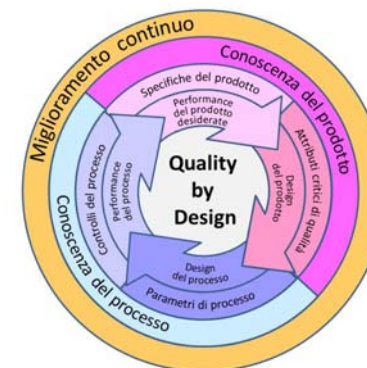 Miglioramento continuo
Conoscenza del prodotto
Specifiche del prodotto
Performance
del prodotto
desiderate
Attributi critici di qualità
Design
del prodotto
Quality
by
Design
Controlli del processo
Performance
del processo
Design
del processo
Parametri di processo
Conoscenza del processo